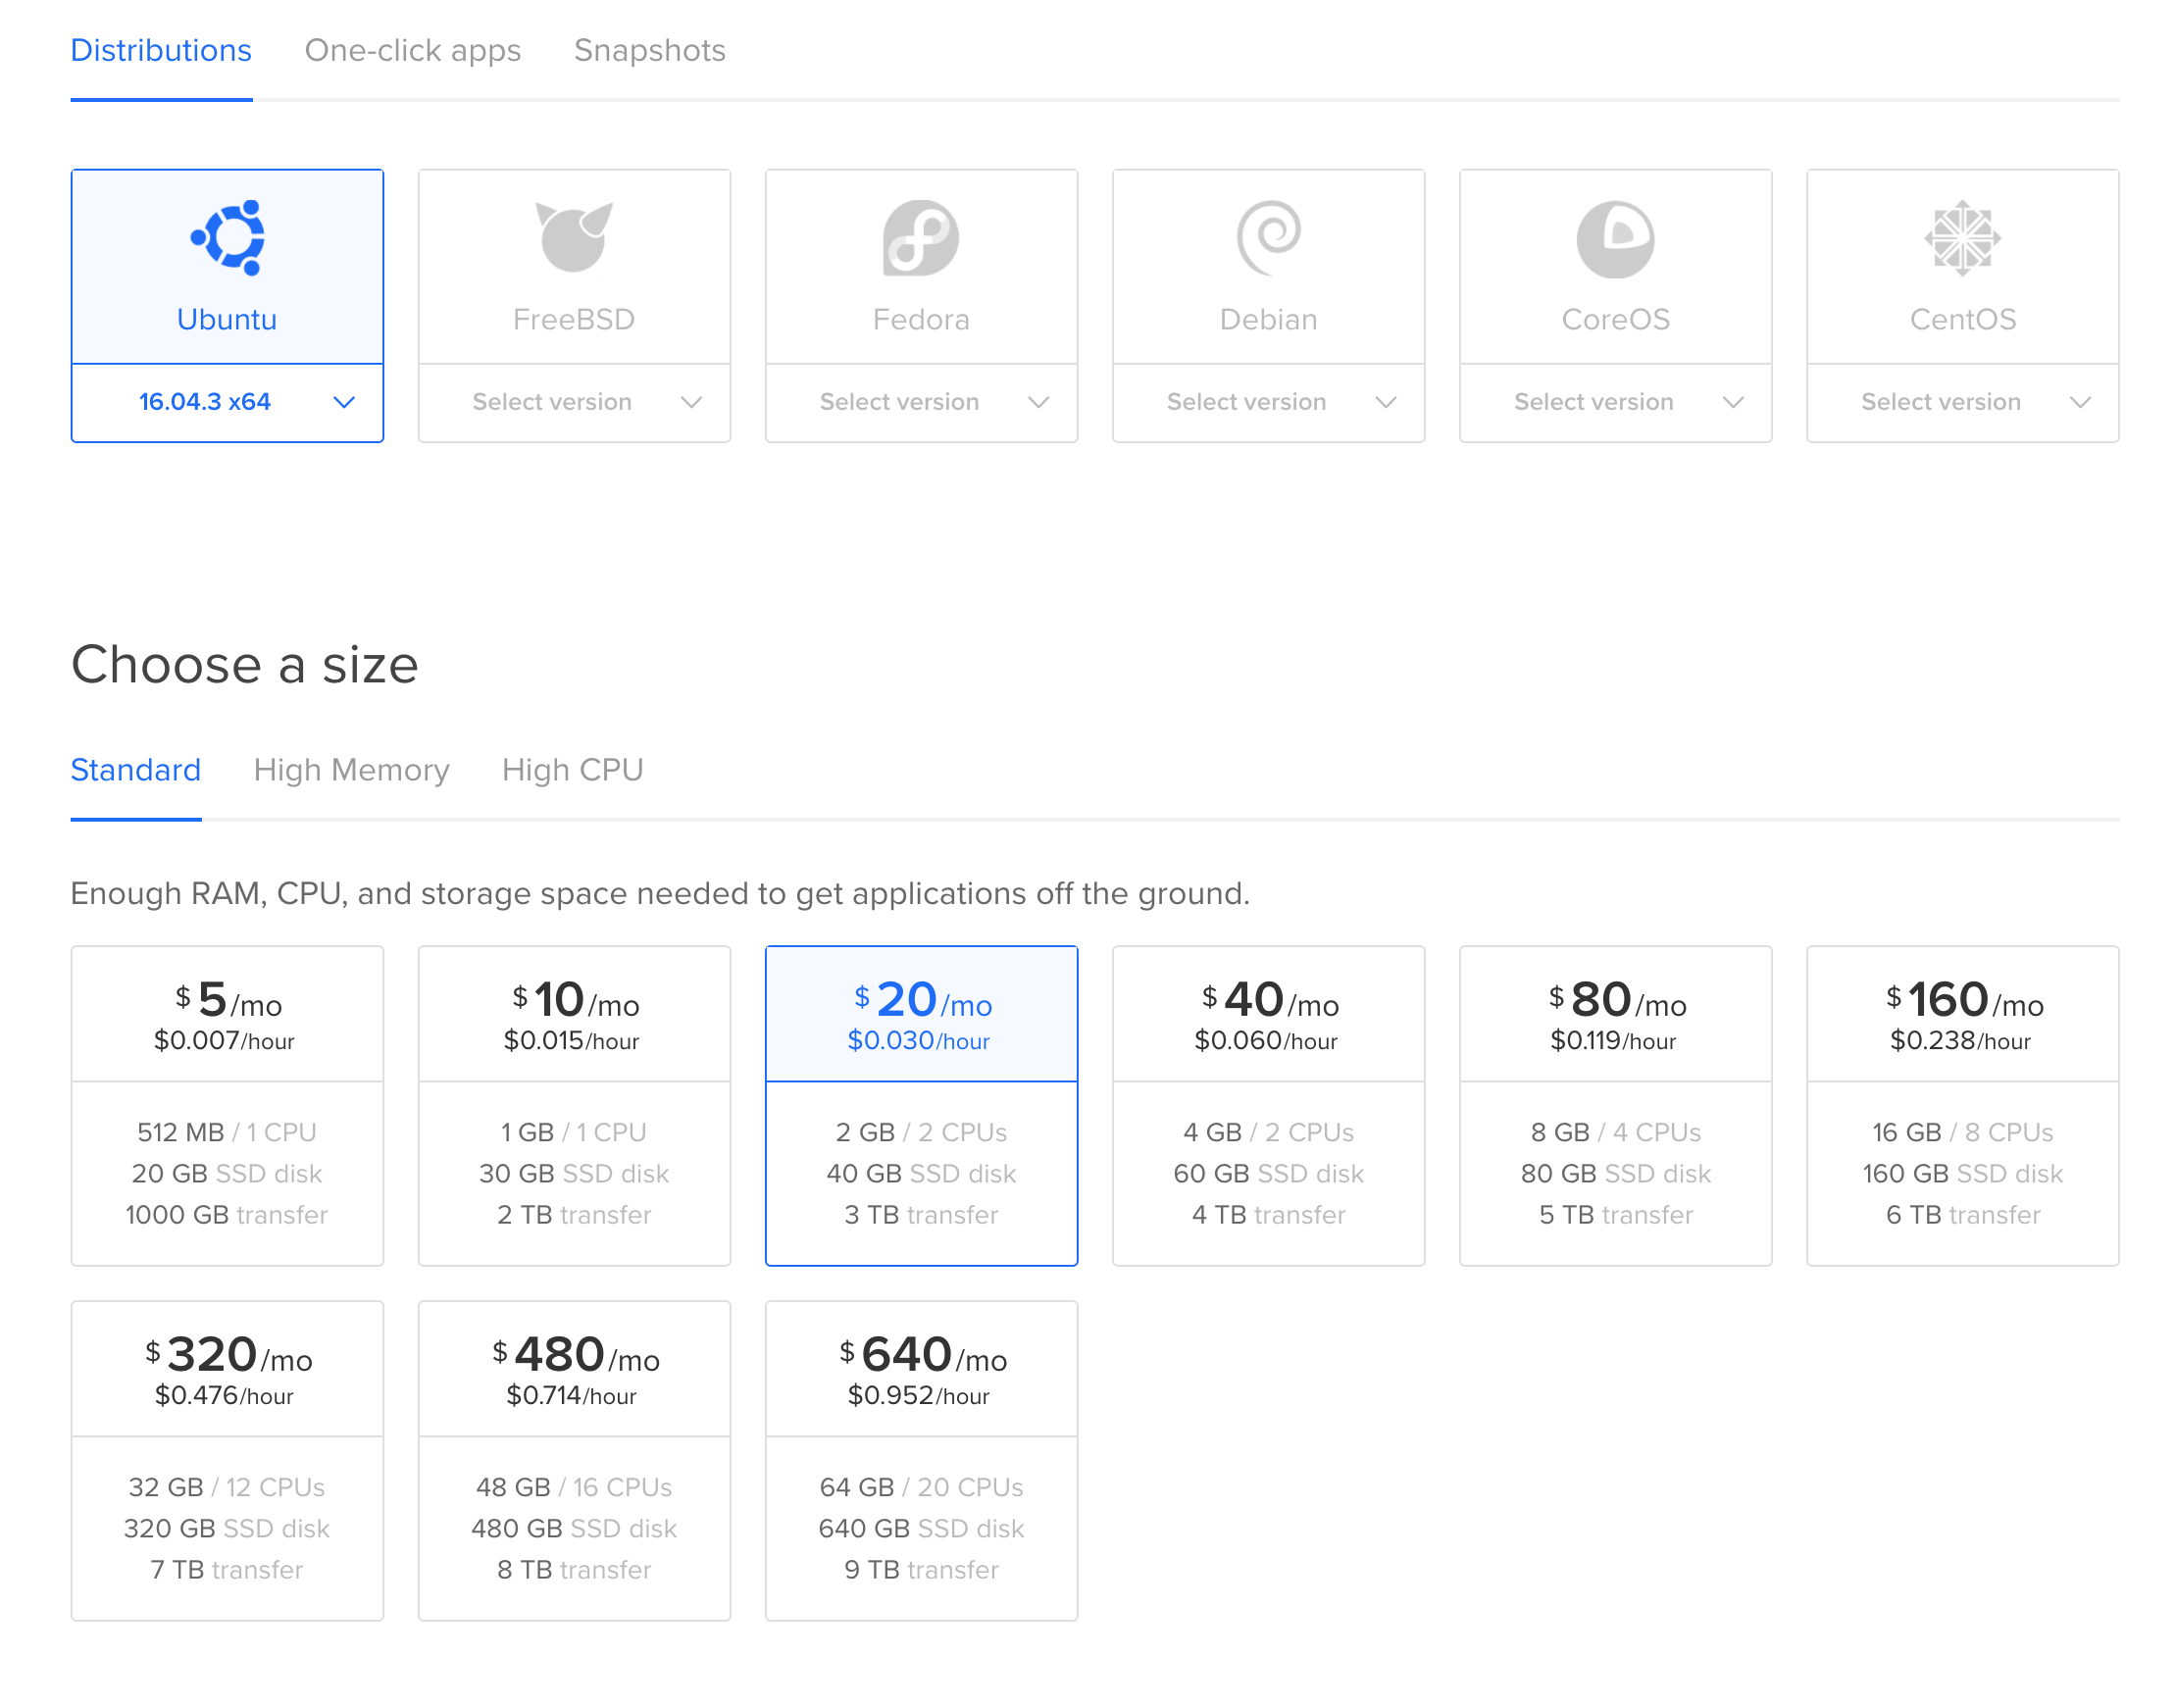 Distributions One-click apps Snapshots
Ubuntu FreeBSD Fedora Debian CoreOS CentOS
16.04.3 x64 Select version Select version Select version Select version Select version
Choose a size
Standard High Memory High CPU
Enough RAM, CPU, and storage space needed to get applications off the ground.
$ 5/mo $ 10/mo $ 20/mo $ 40/mo $ 80/mo $ 160/mo
$0.007/hour $0.015/hour $0.030/hour $0.060/hour $0.119/hour $0.238/hour
512 MB / 1 CPU 1 GB / 1 CPU 2 GB / 2 CPUs 4 GB / 2 CPUs 8 GB / 4 CPUs 16 GB / 8 CPUs
20 GB SSD disk 30 GB SSD disk 40 GB SSD disk 60 GB SSD disk 80 GB SSD disk 160 GB SSD disk
1000 GB transfer 2 TB transfer 3 TB transfer 4 TB transfer 5 TB transfer 6 TB transfer
$ 320/mo $ 480/mo $ 640/mo
$0.476/hour $0.714/hour $0.952/hour
32 GB / 12 CPUs 48 GB / 16 CPUs 64 GB / 20 CPUs
320 GB SSD disk 480 GB SSD disk 640 GB SSD disk
7 TB transfer 8 TB transfer 9 TB transfer